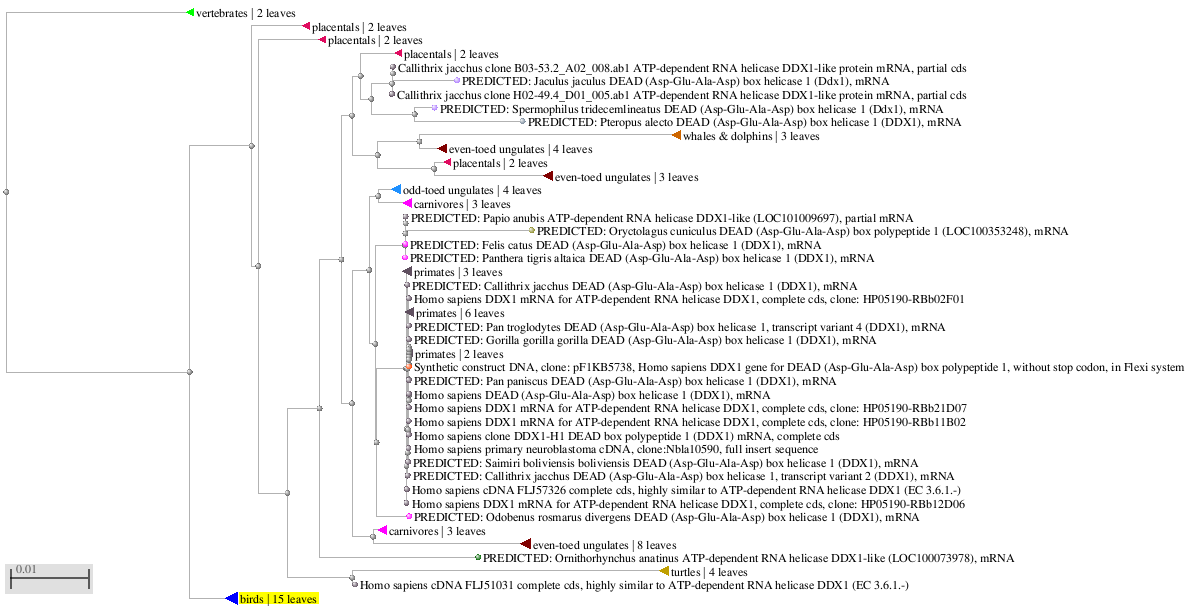 vertebrates | 2 leaves
placentals | 2 leaves
placentals | 2 leaves
placentals | 2 leaves
Callithrix jacchus clone B03-53.2_A02_008.ab1 ATP-dependent RNA helicase DDX1-like protein mRNA, partial cds
PREDICTED: Jaculus jaculus DEAD (Asp-Glu-Ala-Asp) box helicase 1 (Ddx1), mRNA
Callithrix jacchus clone H02-49.4_D01_005.ab1 ATP-dependent RNA helicase DDX1-like protein mRNA, partial cds
PREDICTED: Spermophilus tridecemlineatus DEAD (Asp-Glu-Ala-Asp) box helicase 1 (Ddx1), mRNA
PREDICTED: Pteropus alecto DEAD (Asp-Glu-Ala-Asp) box helicase 1 (DDX1), mRNA
whales & dolphins | 3 leaves
even-toed ungulates | 4 leaves
placentals | 2 leaves
even-toed ungulates | 3 leaves
odd-toed ungulates | 4 leaves
carnivores | 3 leaves
PREDICTED: Papio anubis ATP-dependent RNA helicase DDX1-like (LOC101009697), partial mRNA
PREDICTED: Oryctolagus cuniculus DEAD (Asp-Glu-Ala-Asp) box polypeptide 1 (LOC100353248), mRNA
PREDICTED: Felis catus DEAD (Asp-Glu-Ala-Asp) box helicase 1 (DDX1), mRNA
PREDICTED: Panthera tigris altaica DEAD (Asp-Glu-Ala-Asp) box helicase 1 (DDX1), mRNA
primates | 3 leaves
PREDICTED: Callithrix jacchus DEAD (Asp-Glu-Ala-Asp) box helicase 1 (DDX1), mRNA
Homo sapiens DDX1 mRNA for ATP-dependent RNA helicase DDX1, complete cds, clone: HP05190-RBb02F01
primates | 6 leaves
PREDICTED: Pan troglodytes DEAD (Asp-Glu-Ala-Asp) box helicase 1, transcript variant 4 (DDX1), mRNA
PREDICTED: Gorilla gorilla gorilla DEAD (Asp-Glu-Ala-Asp) box helicase 1 (DDX1), mRNA
primates | 2 leaves
Synthetic construct DNA, clone: pF1KB5738, Homo sapiens DDX1 gene for DEAD (Asp-Glu-Ala-Asp) box polypeptide 1, without stop codon, in Flexi system
PREDICTED: Pan paniscus DEAD (Asp-Glu-Ala-Asp) box helicase 1 (DDX1), mRNA
Homo sapiens DEAD (Asp-Glu-Ala-Asp) box helicase 1 (DDX1), mRNA
Homo sapiens DDX1 mRNA for ATP-dependent RNA helicase DDX1, complete cds, clone: HP05190-RBb21D07
Homo sapiens DDX1 mRNA for ATP-dependent RNA helicase DDX1, complete cds, clone: HP05190-RBb11B02
Homo sapiens clone DDX1-H1 DEAD box polypeptide 1 (DDX1) mRNA, complete cds
Homo sapiens primary neuroblastoma cDNA, clone:Nbla10590, full insert sequence
PREDICTED: Saimiri boliviensis boliviensis DEAD (Asp-Glu-Ala-Asp) box helicase 1 (DDX1), mRNA
PREDICTED: Callithrix jacchus DEAD (Asp-Glu-Ala-Asp) box helicase 1, transcript variant 2 (DDX1), mRNA
Homo sapiens cDNA FLJ57326 complete cds, highly similar to ATP-dependent RNA helicase DDX1 (EC 3.6.1.-)
Homo sapiens DDX1 mRNA for ATP-dependent RNA helicase DDX1, complete cds, clone: HP05190-RBb12D06
PREDICTED: Odobenus rosmarus divergens DEAD (Asp-Glu-Ala-Asp) box helicase 1 (DDX1), mRNA
carnivores | 3 leaves
even-toed ungulates | 8 leaves
PREDICTED: Ornithorhynchus anatinus ATP-dependent RNA helicase DDX1-like (LOC100073978), mRNA
turtles | 4 leaves
Homo sapiens cDNA FLJ51031 complete cds, highly similar to ATP-dependent RNA helicase DDX1 (EC 3.6.1.-)
birds | 15 leaves
0.01